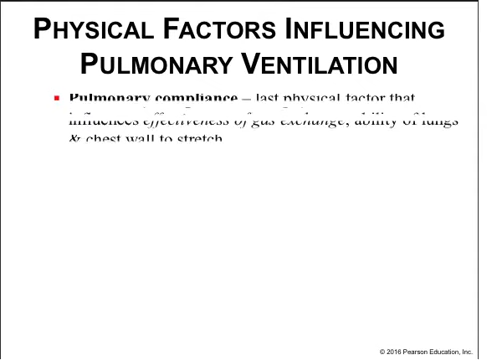 PHYSICAL FACTORS INFLUENCING
PULMONARY VENTILATION
▪ Pulmonary compliance – last physical factor that
influences effectiveness of gas exchange, ability of lungs
& chest wall to stretch
© 2016 Pearson Education, Inc.